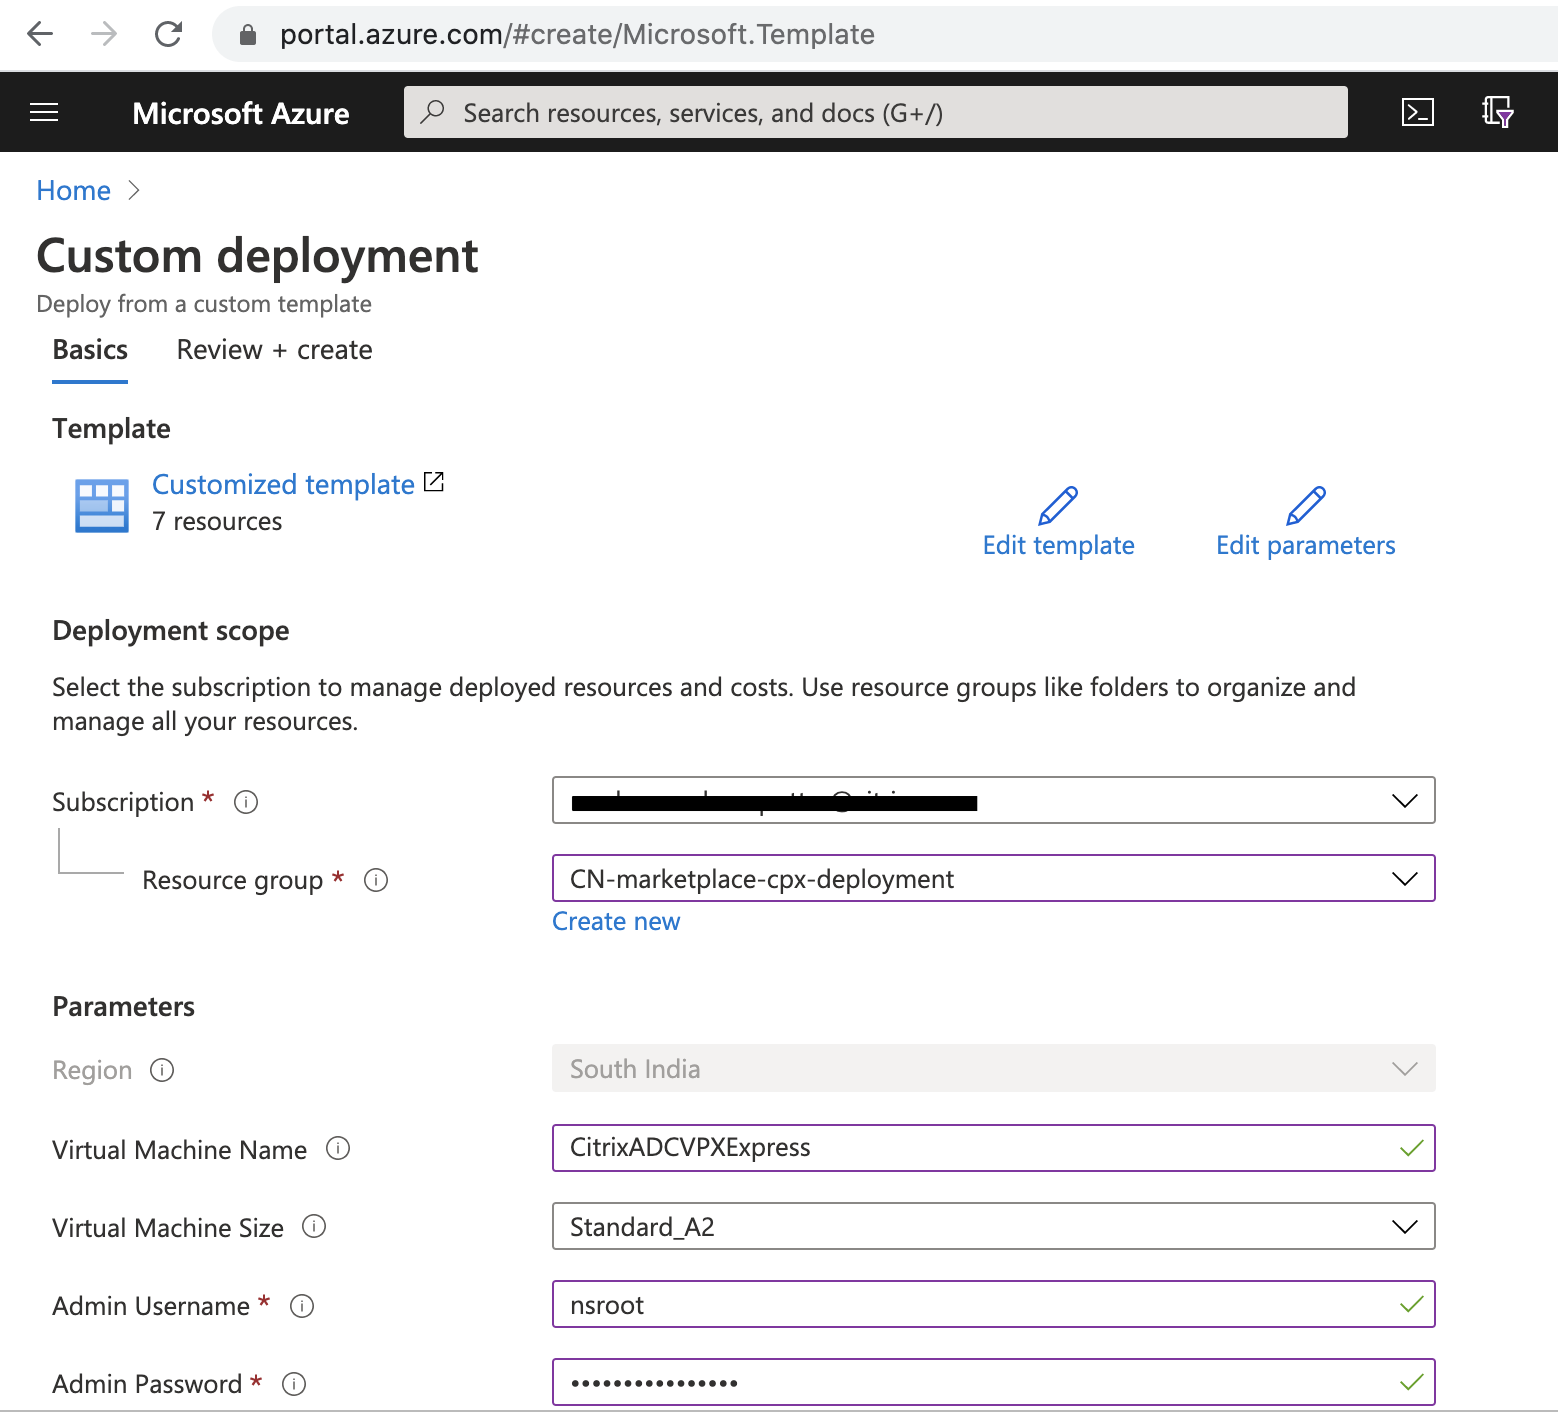 portal.azure.com/#create/Microsoft.Template
Microsoft Azure
Search resources, services, and docs (G+/)
Home
Custom deployment
Deploy from a custom template
Basics
Review + create
Template
Customized template
7 resources
Edit template
Edit parameters
Deployment scope
Select the subscription to manage deployed resources and costs. Use resource groups like folders to organize and
manage all your resources.
Subscription *
Resource group *
CN-marketplace-cpx-deployment
Create new
Parameters
Region
South India
Virtual Machine Name
CitrixADCVPXExpress
Virtual Machine Size
Standard_A2
Admin Username *
nsroot
Admin Password *
••••••••••••••••